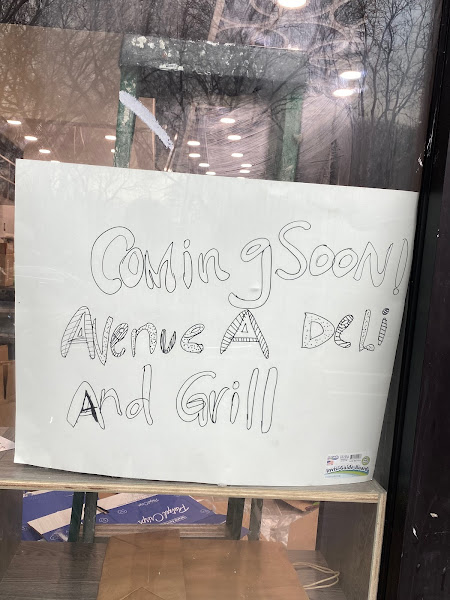 Coming SOON!
Avenue A DeLi
And Grill